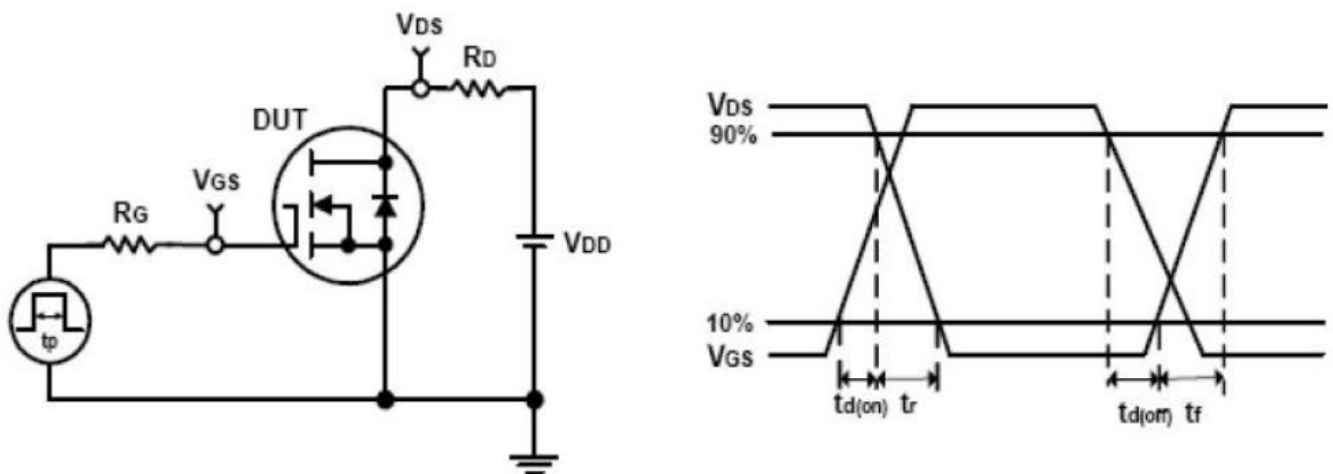 VDS
RD
DUT
VGS
RG
VDD
tp
VDS
90%
10%
VGS
td(on) tr
td(off) tf